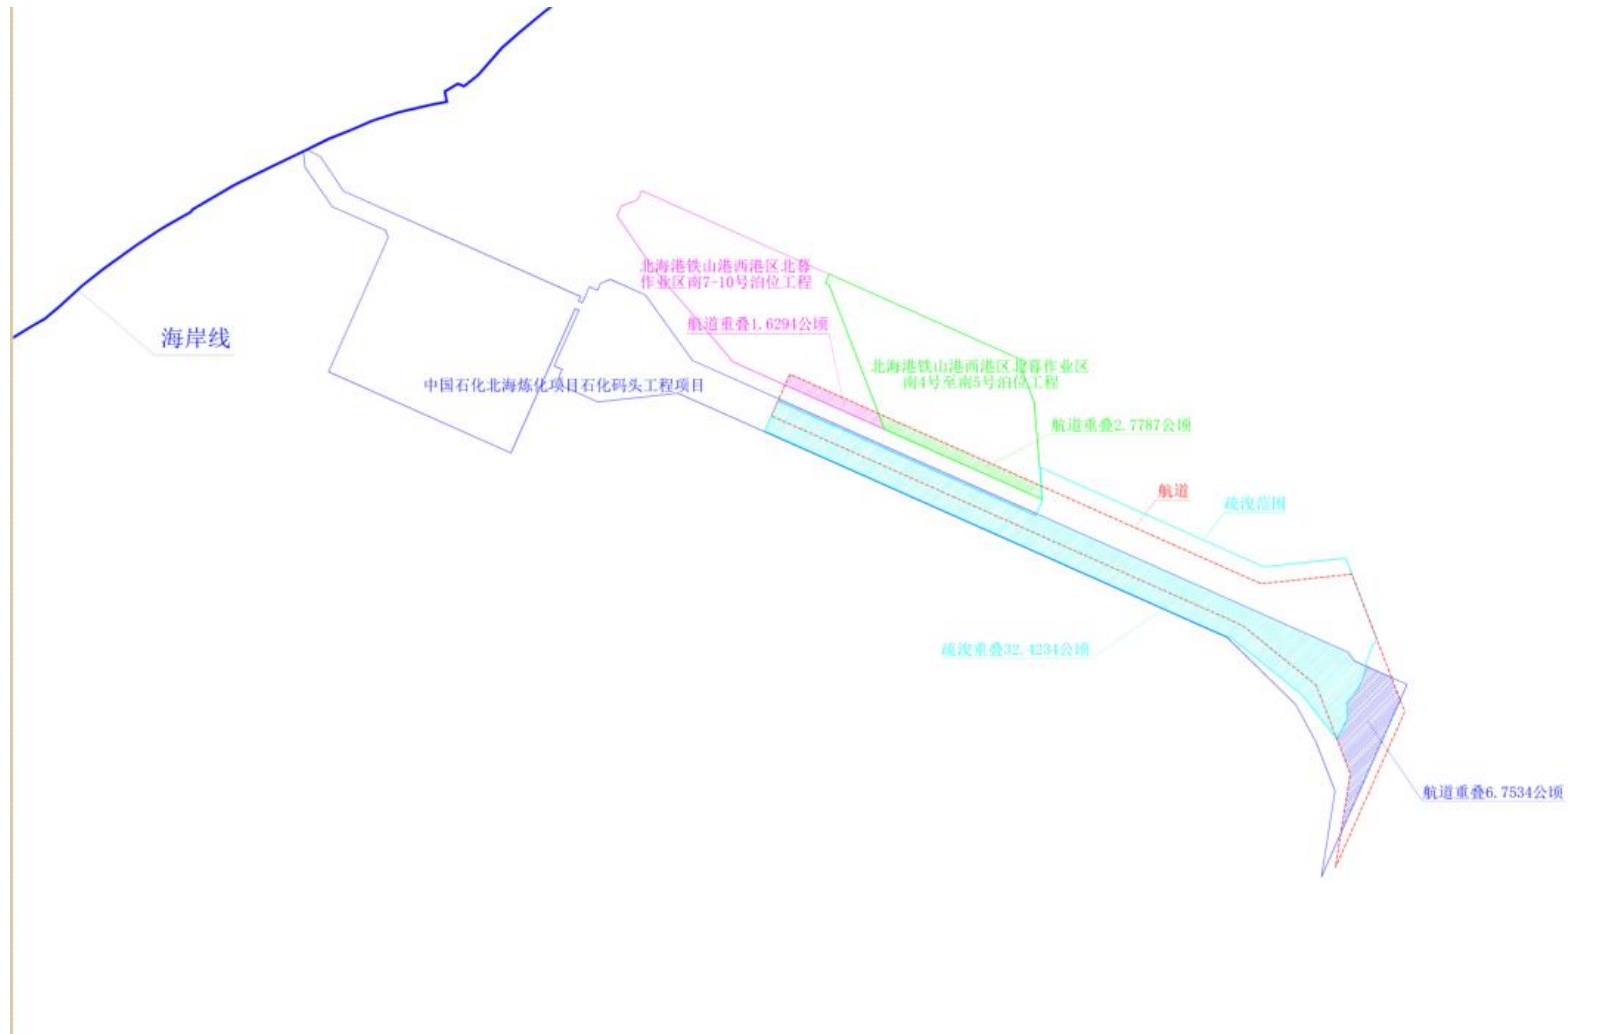 北海港铁山港西港区北暮
作业区南7-10号泊位工程
海岸线
航道重叠1.6294公顷
北海港铁山港西港区北暮作业区
南4号至南5号泊位工程
中国石化北海炼化项目石化码头工程项目
航道重叠2.7787公顷
航道
疏浚范围
疏浚重叠32.4234公顷
航道重叠6.7534公顷